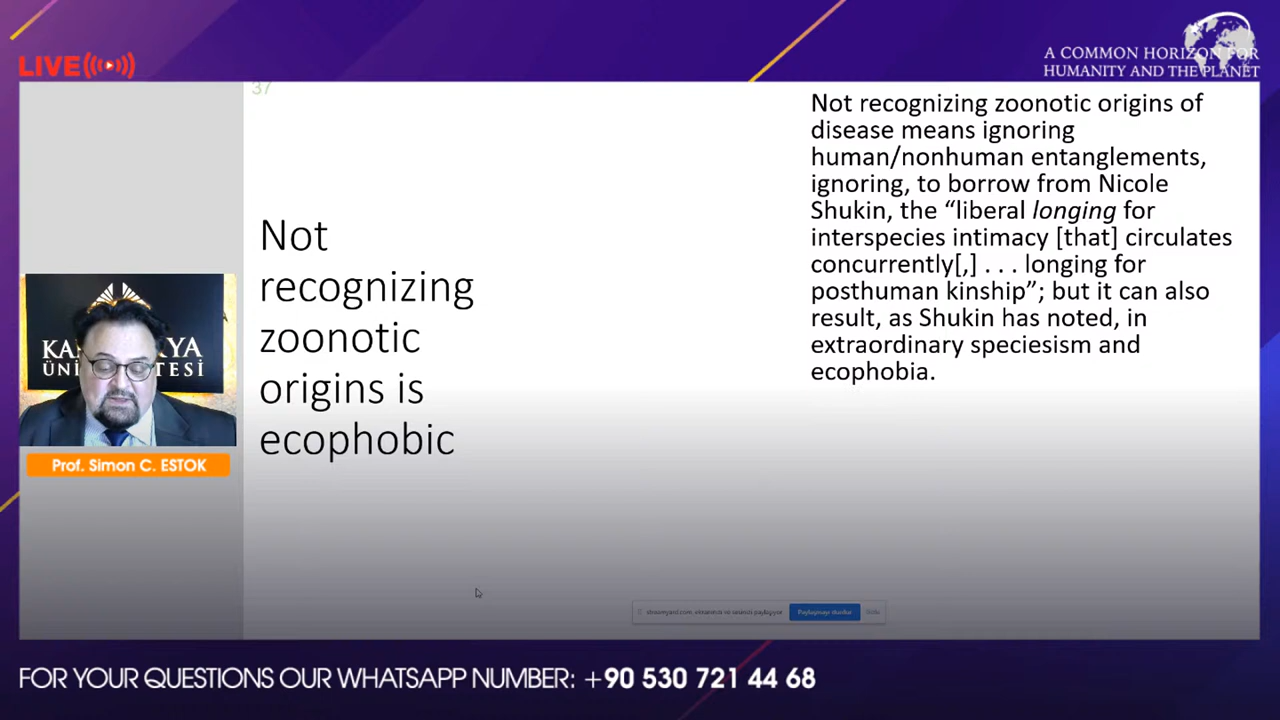 LIVE
A COMMON HORIZON FOR
HUMANITY AND THE PLANET
37
Not
recognizing
zoonotic
origins is
ecophobic
Not recognizing zoonotic origins of
disease means ignoring
human/nonhuman entanglements,
ignoring, to borrow from Nicole
Shukin, the “liberal longing for
interspecies intimacy [that] circulates
concurrently[,] . . . longing for
posthuman kinship”; but it can also
result, as Shukin has noted, in
extraordinary speciesism and
ecophobia.
Prof. Simon C. ESTOK
FOR YOUR QUESTIONS OUR WHATSAPP NUMBER: +90 530 721 44 68